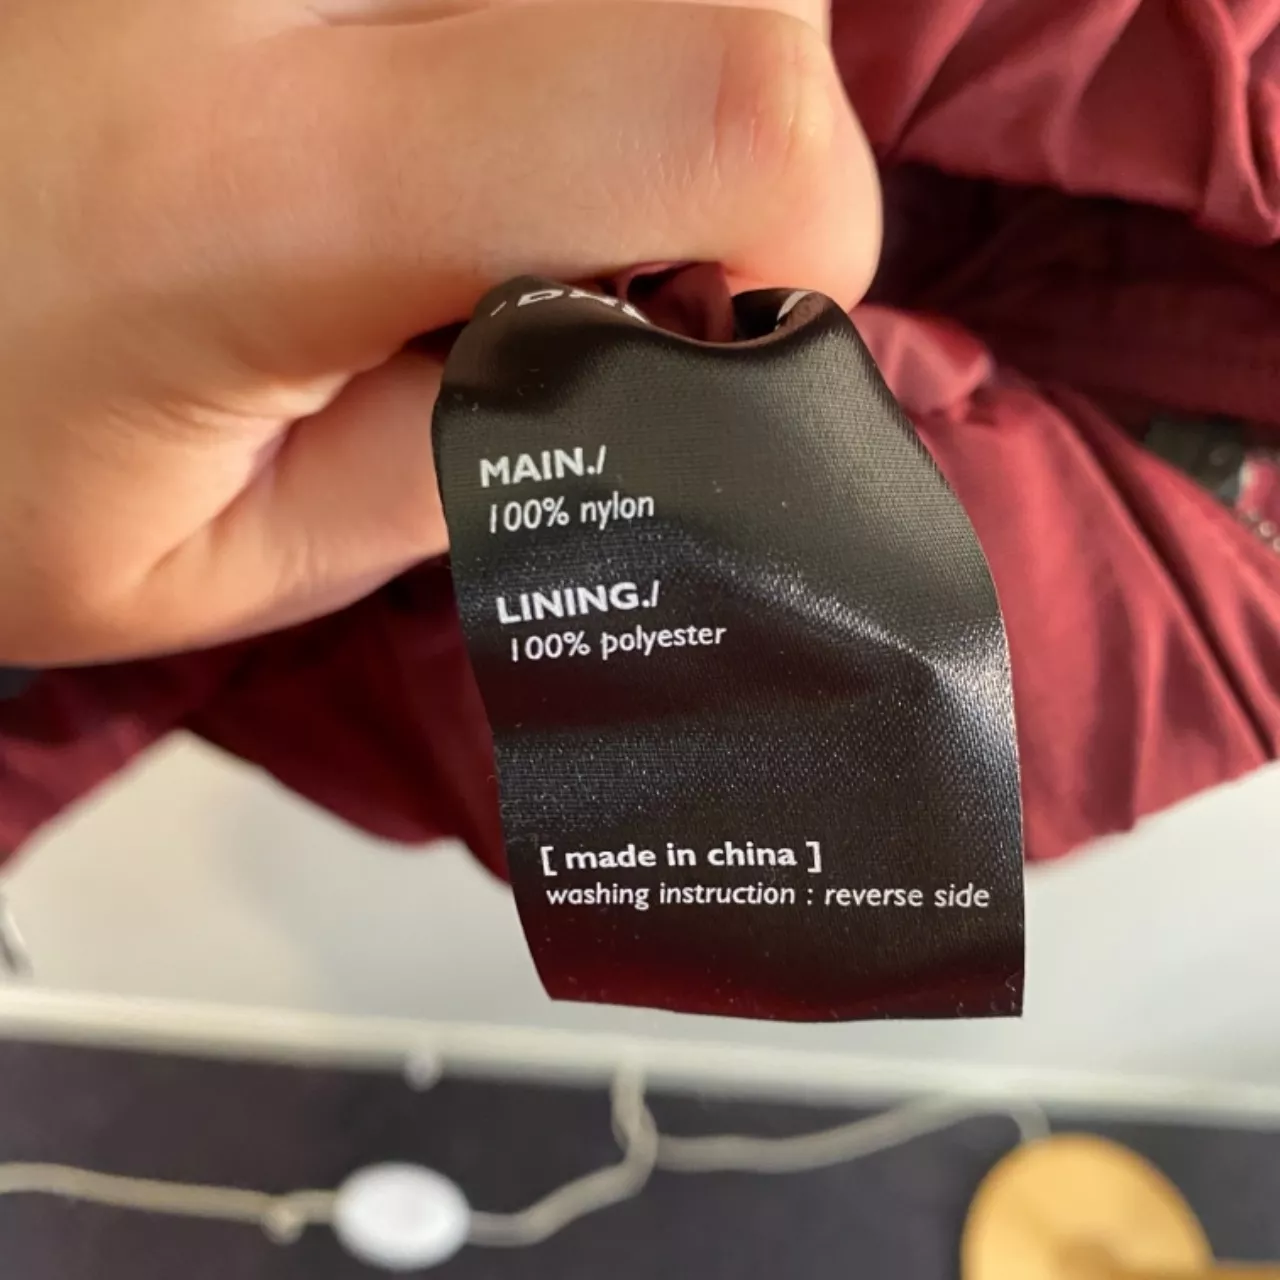 MAIN./
100% nylon
LINING./
100% polyester
[ made in china ]
washing instruction : reverse side